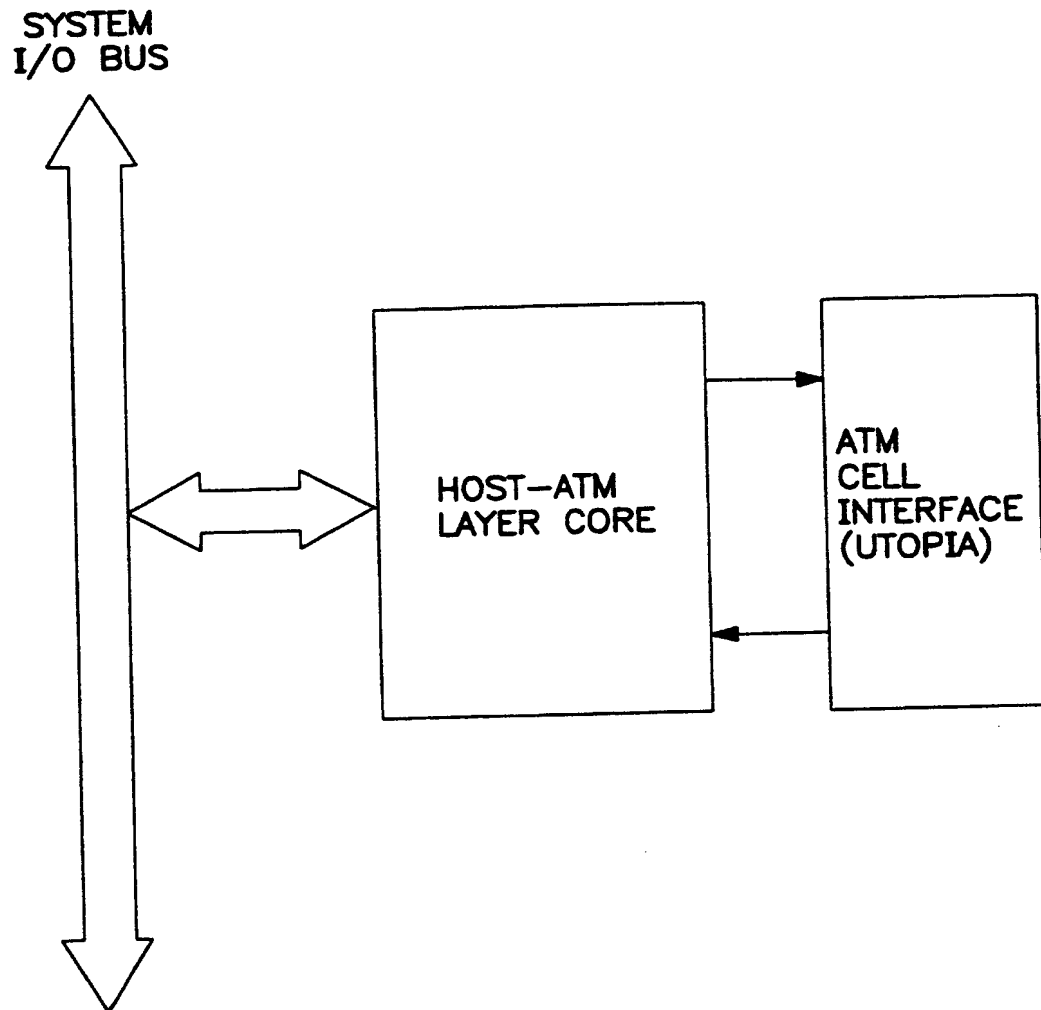 SYSTEM
I/O BUS
HOST-ATM
LAYER CORE
ATM
CELL
INTERFACE
(UTOPIA)